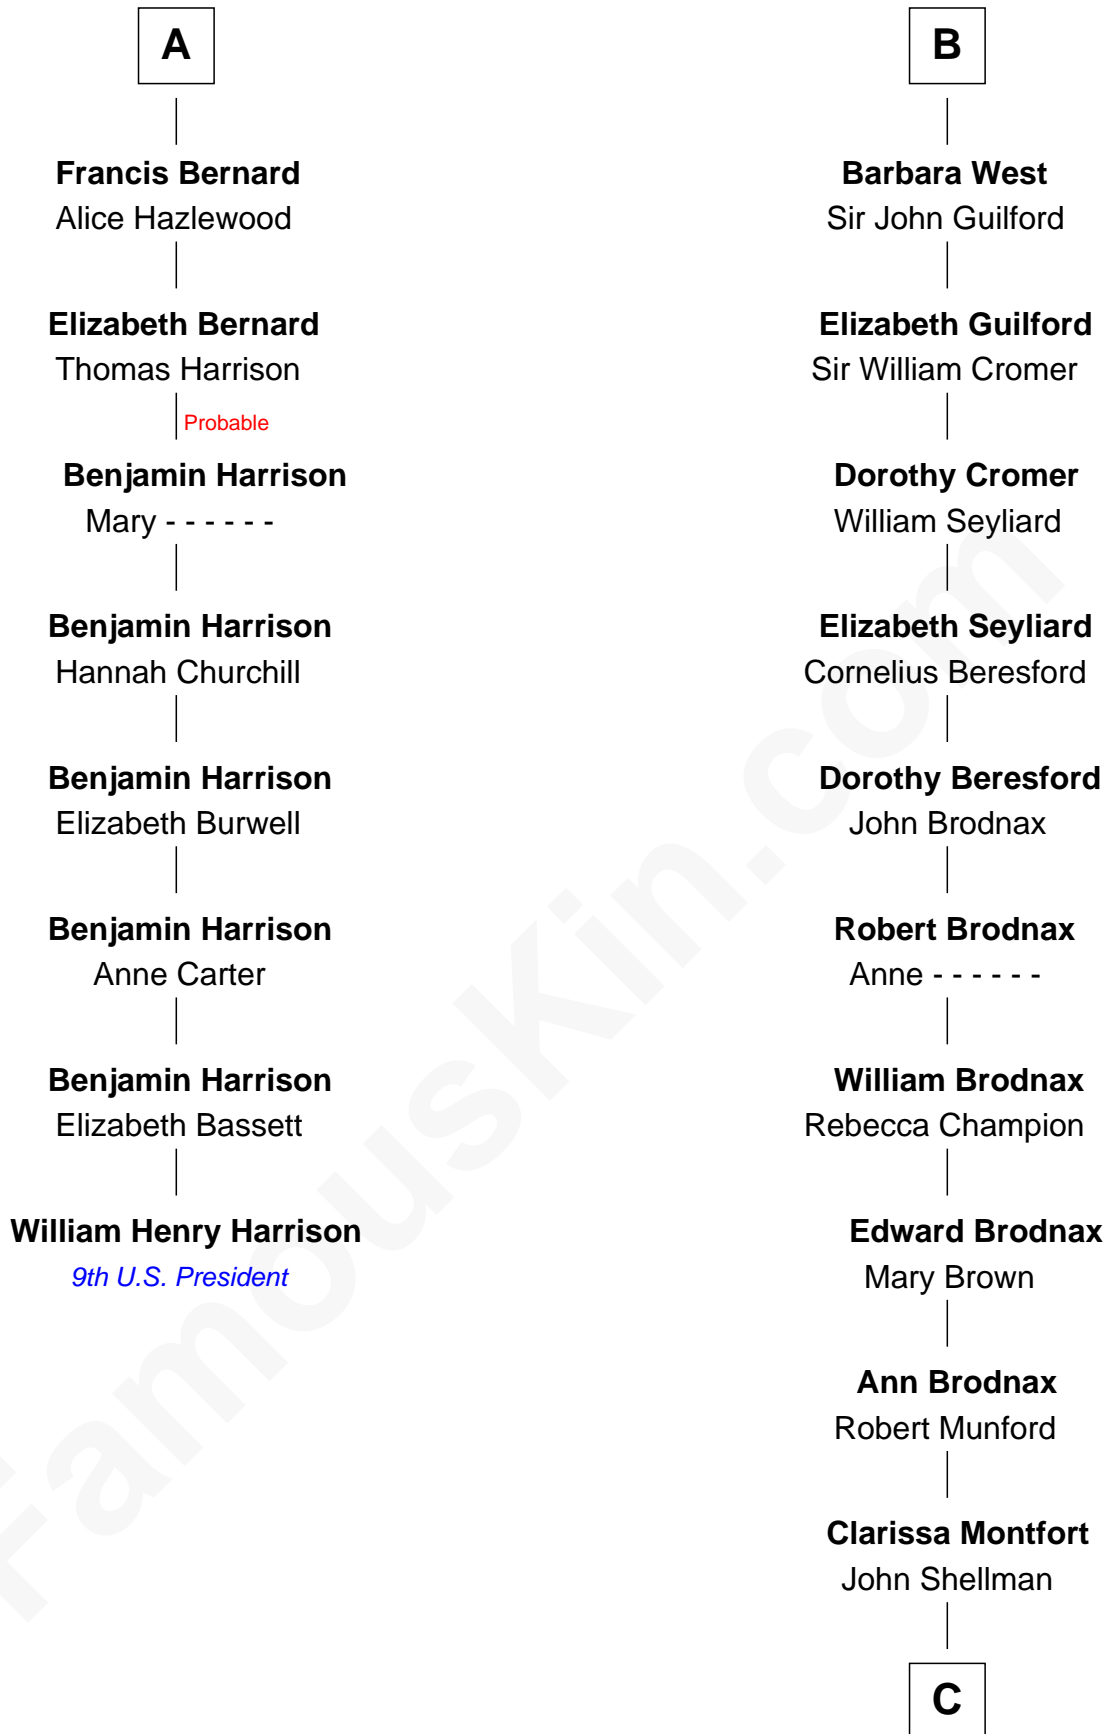 A
Francis Bernard
Alice Hazlewood
Elizabeth Bernard
Thomas Harrison
Probable
Benjamin Harrison
Mary - - - - - -
Benjamin Harrison
Hannah Churchill
Benjamin Harrison
Elizabeth Burwell
Benjamin Harrison
Anne Carter
Benjamin Harrison
Elizabeth Bassett
William Henry Harrison
9th U.S. President
B
Barbara West
Sir John Guilford
Elizabeth Guilford
Sir William Cromer
Dorothy Cromer
William Seyliard
Elizabeth Seyliard
Cornelius Beresford
Dorothy Beresford
John Brodnax
Robert Brodnax
Anne - - - - - -
William Brodnax
Rebecca Champion
Edward Brodnax
Mary Brown
Ann Brodnax
Robert Munford
Clarissa Montfort
John Shellman
C
FamousKin.com